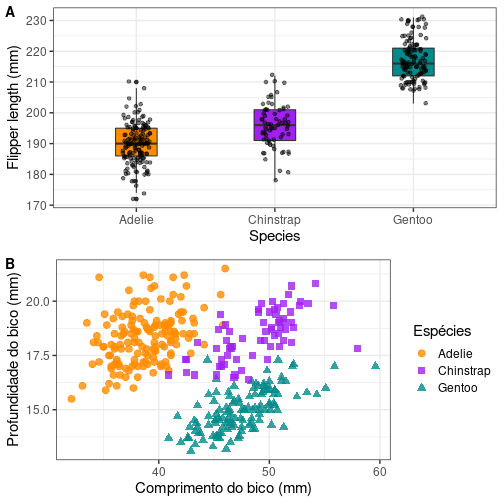 A
Flipper length (mm)
230
220
210
200
190
180
170
Adelie
Chinstrap
Gentoo
Species
B
Profundidade do bico (mm)
20.0
17.5
15.0
40
50
60
Comprimento do bico (mm)
Espécies
Adelie
Chinstrap
Gentoo